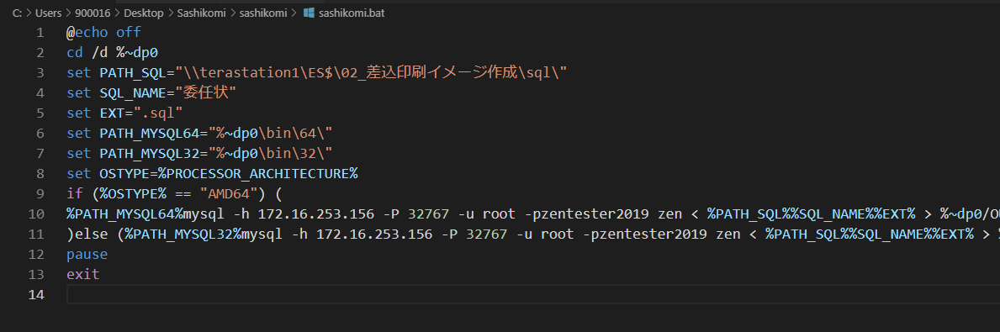 C: > Users > 900016 > Desktop > Sashikomi > sashikomi > sashikomi.bat
1 @echo off
2 cd /d %~dp0
3 set PATH_SQL="\\terastation1\ES$\02_差込印刷イメージ作成\sql\"
4 set SQL_NAME="委任状"
5 set EXT=".sql"
6 set PATH_MYSQL64="%~dp0\bin\64\"
7 set PATH_MYSQL32="%~dp0\bin\32\"
8 set OSTYPE=%PROCESSOR_ARCHITECTURE%
9 if (%OSTYPE% == "AMD64") (
10 %PATH_MYSQL64%mysql -h 172.16.253.156 -P 32767 -u root -pzentester2019 zen < %PATH_SQL%%SQL_NAME%%EXT% > %~dp0/
11 )else (%PATH_MYSQL32%mysql -h 172.16.253.156 -P 32767 -u root -pzentester2019 zen < %PATH_SQL%%SQL_NAME%%EXT% >
12 pause
13 exit
14